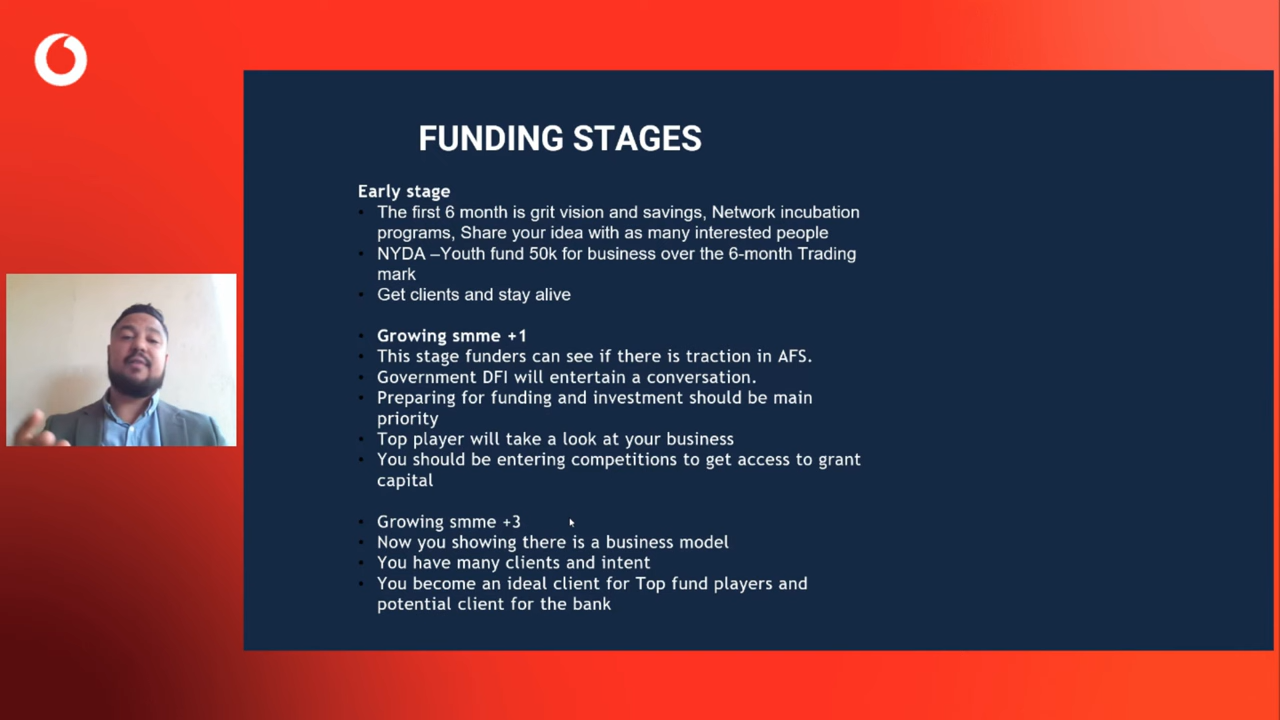 FUNDING STAGES
Early stage
The first 6 month is grit vision and savings, Network incubation
programs, Share your idea with as many interested people
NYDA –Youth fund 50k for business over the 6-month Trading
mark
Get clients and stay alive
Growing smme +1
This stage funders can see if there is traction in AFS.
Government DFI will entertain a conversation.
Preparing for funding and investment should be main
priority
Top player will take a look at your business
You should be entering competitions to get access to grant
capital
Growing smme +3
Now you showing there is a business model
You have many clients and intent
You become an ideal client for Top fund players and
potential client for the bank